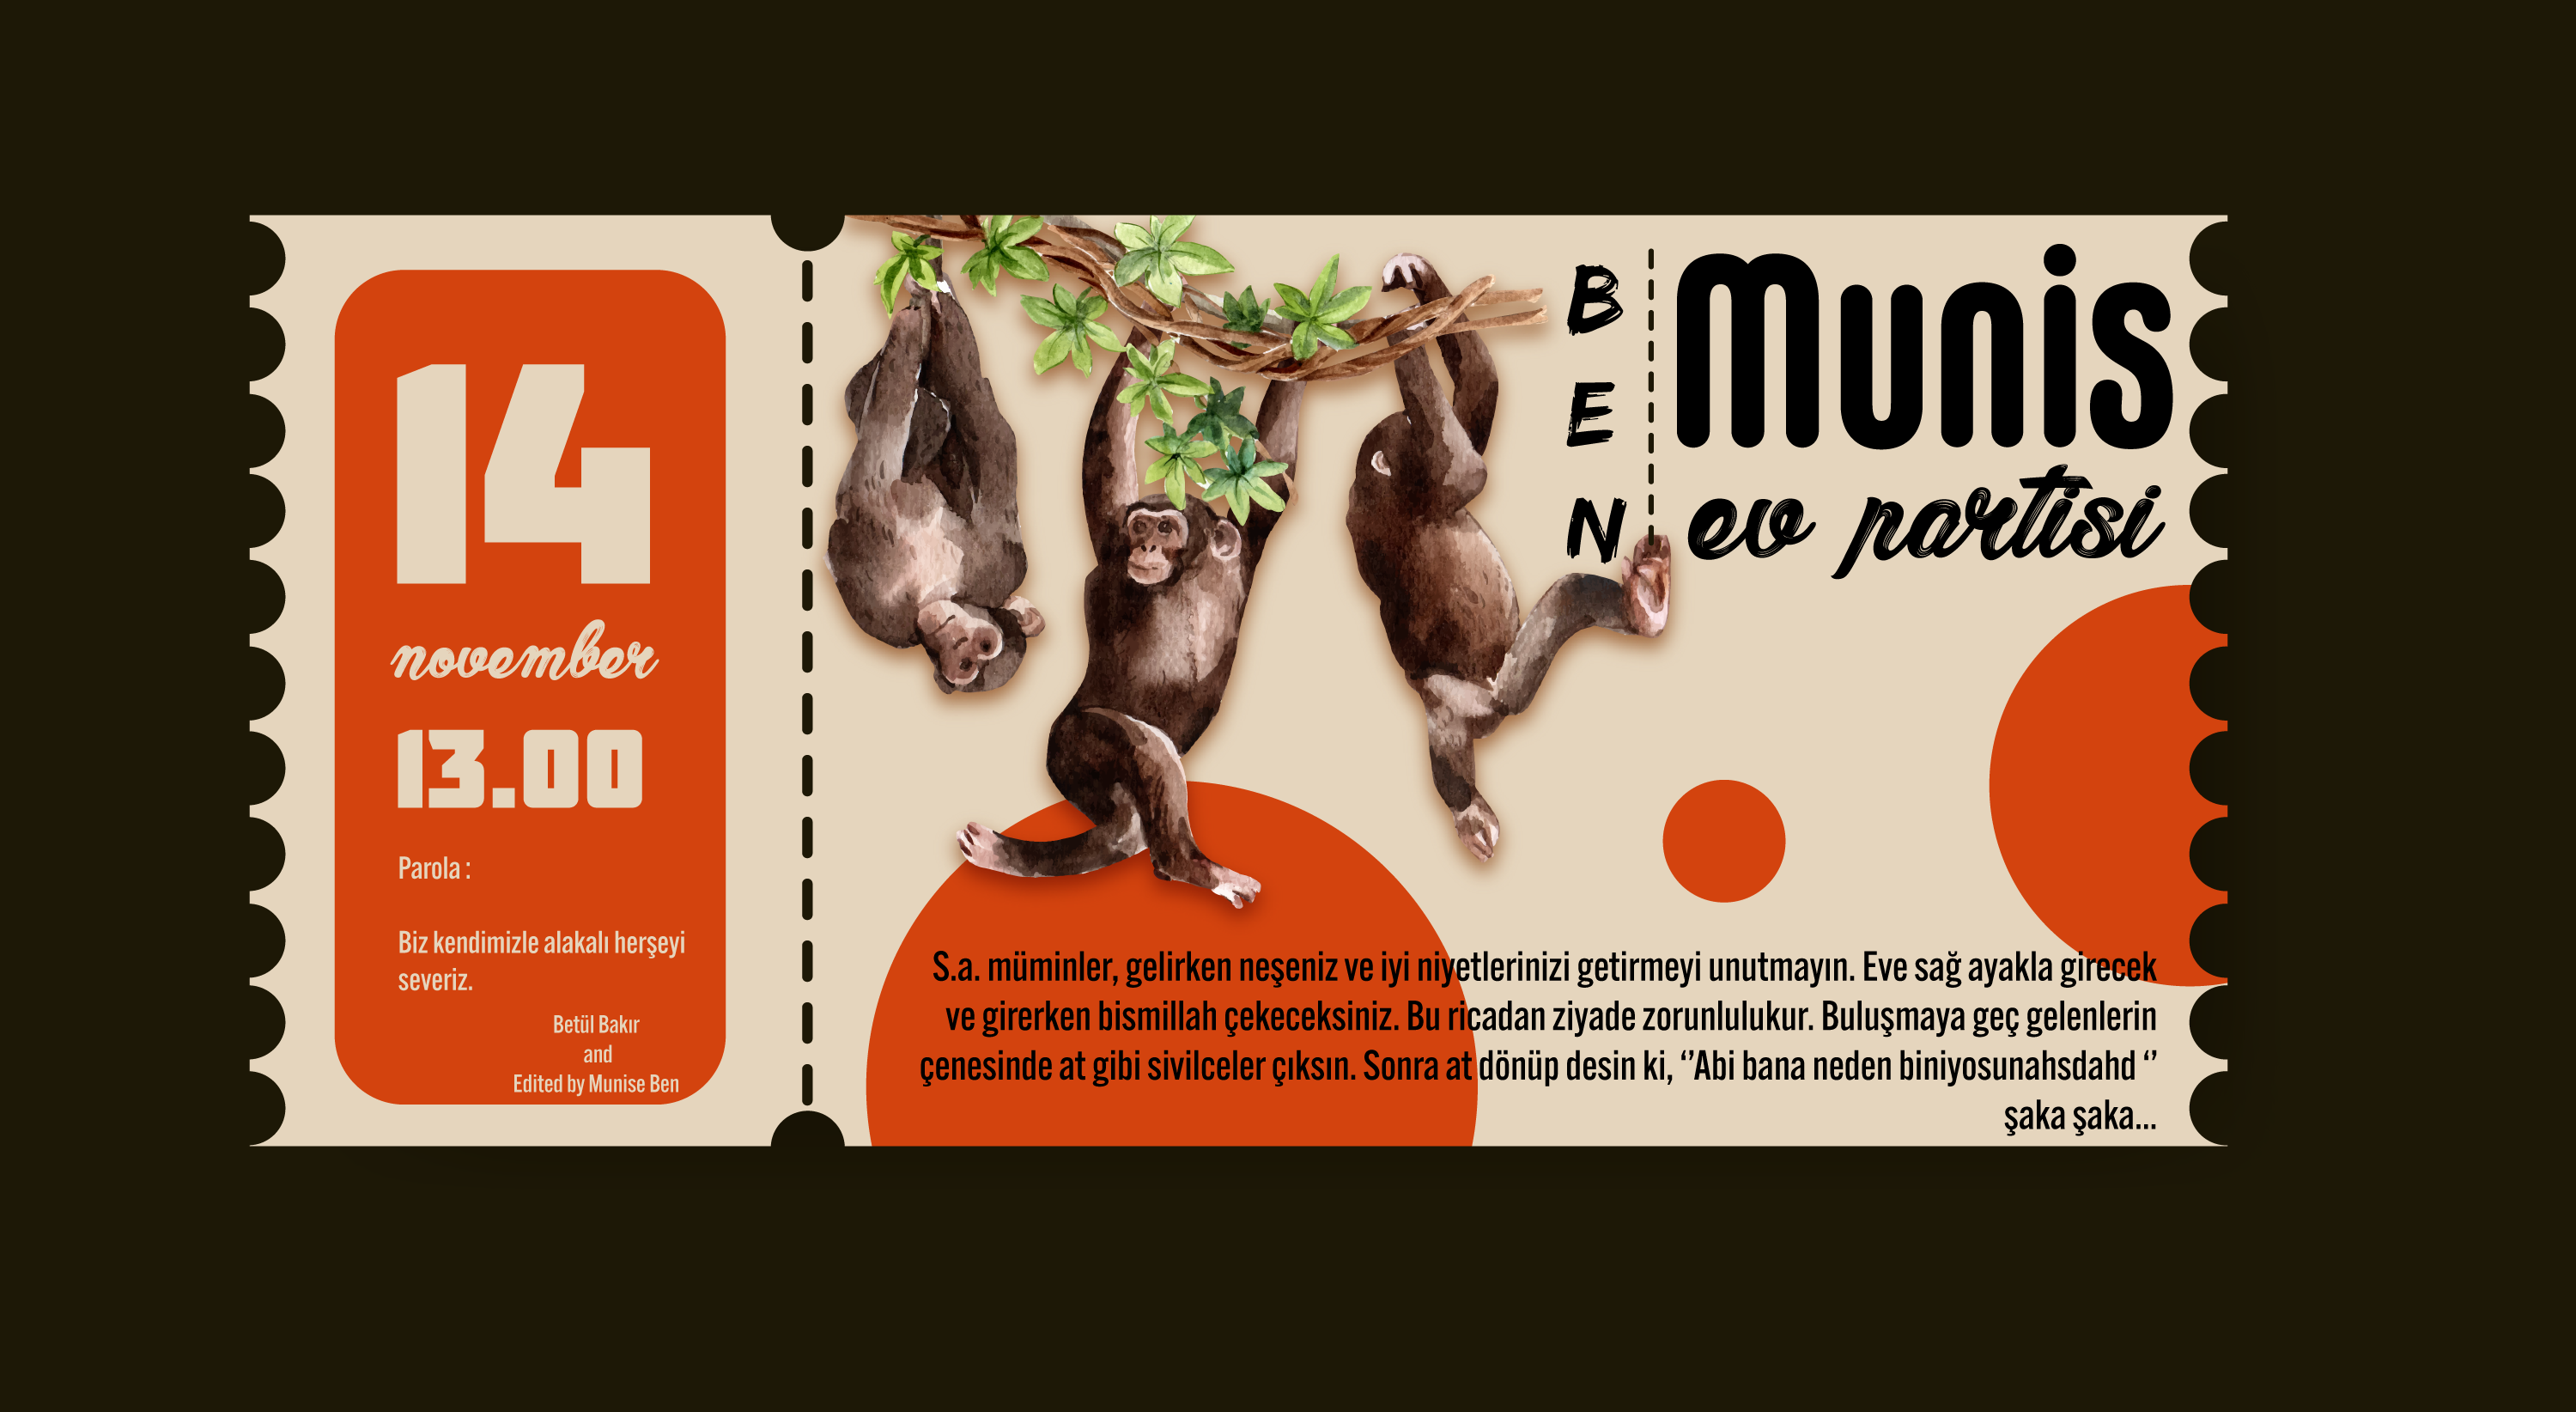 14
november
13.00
Parola :
Biz kendimizle alakalı herşeyi
severiz.
Betül Bakır
and
Edited by Munise Ben
BEN
Munis
ev partisi
S.a. müminler, gelirken neşeniz ve iyi niyetlerinizi getirmeyi unutmayın. Eve sağ ayakla girecek
ve girerken bismillah çekeceksiniz. Bu ricadan ziyade zorunlulukur. Buluşmaya geç gelenlerin
çenesinde at gibi sivilceler çıksın. Sonra at dönüp desin ki, ‘’Abi bana neden biniyosunahsdahd ‘’
şaka şaka...